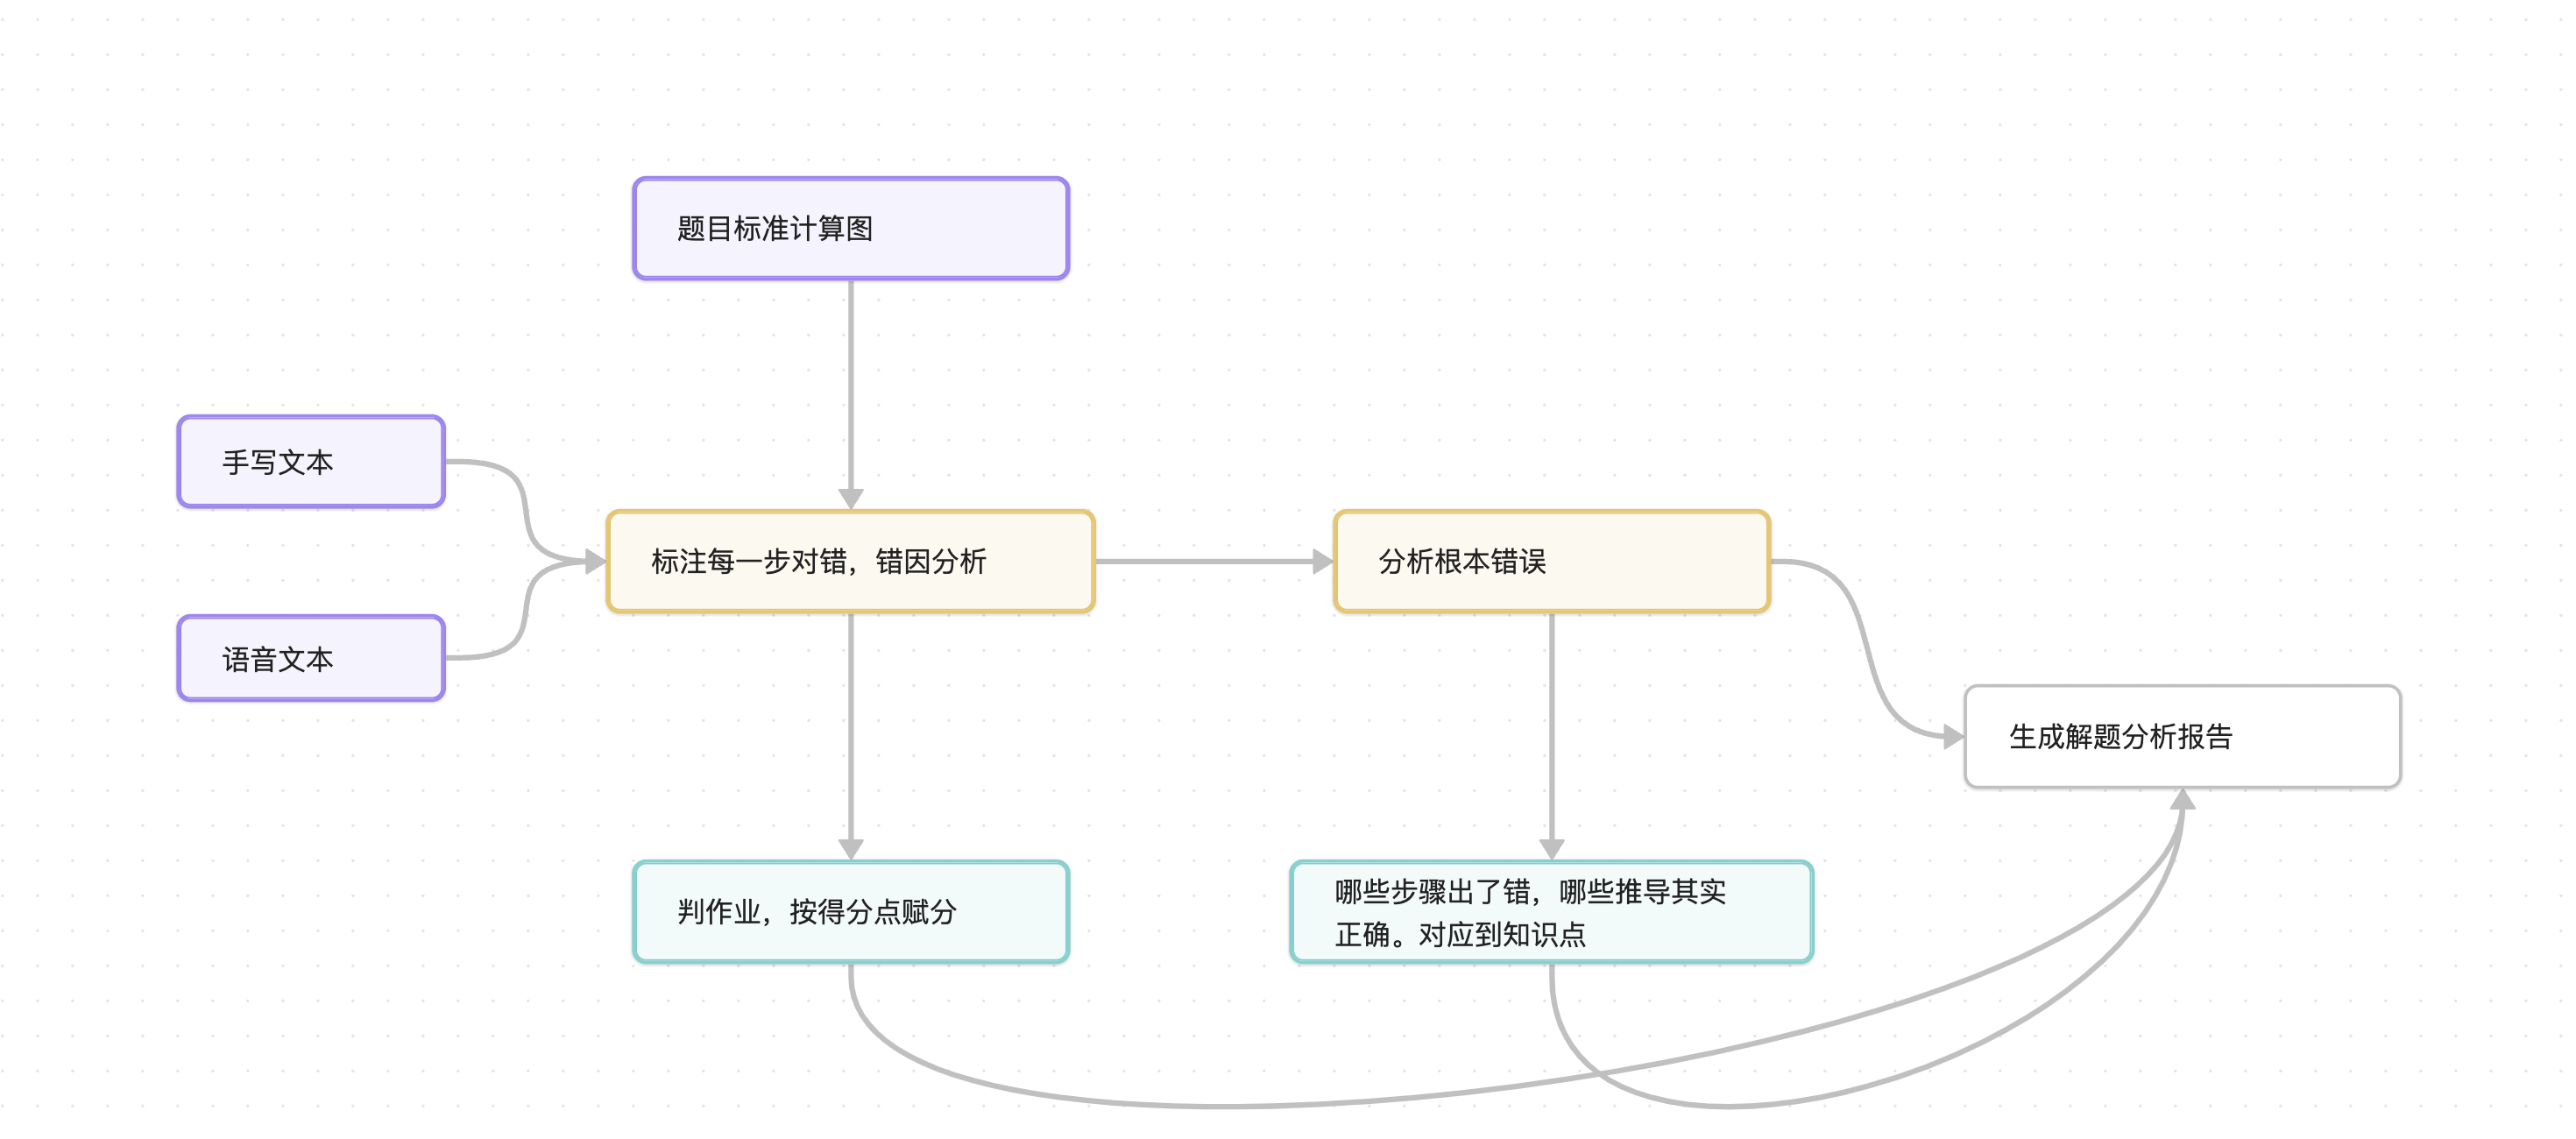 题目标准计算图
手写文本
标注每一步对错，错因分析
分析根本错误
语音文本
生成解题分析报告
判作业，按得分点赋分
哪些步骤出了错，哪些推导其实
正确。对应到知识点